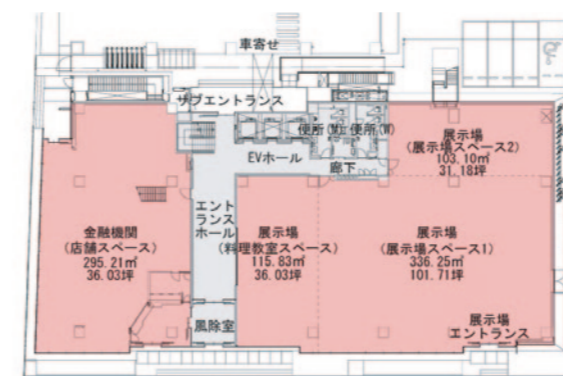 車寄せ
サブエントランス
便所(M)
便所(W)
EVホール
廊下
展示場
(展示場スペース2)
103.10㎡
31.18坪
エント
ランス
ホール
金融機関
(店舗スペース)
295.21㎡
36.03坪
展示場
(料理教室スペース)
115.83㎡
36.03坪
展示場
(展示場スペース1)
336.25㎡
101.71坪
風除室
展示場
エントランス